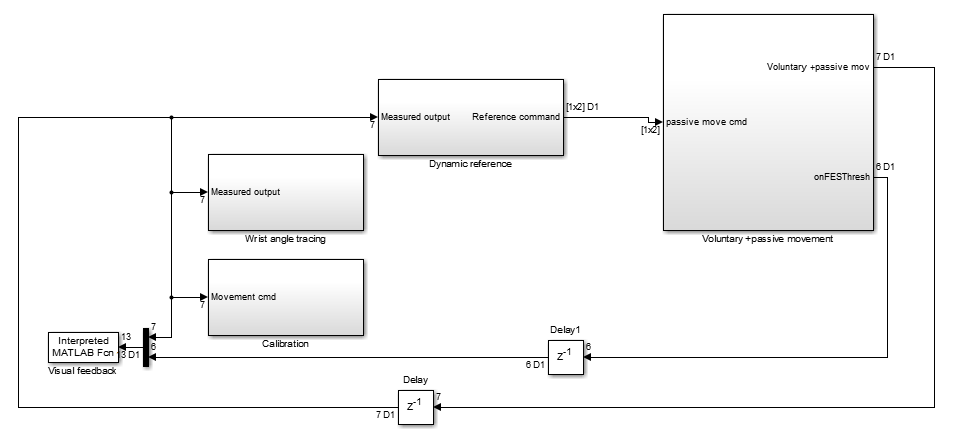 7 D1
Voluntary +passive mov
[1x2] D1
Measured output
Reference command
passive move cmd
7
[1x2]
Dynamic reference
6 D1
onFESThresh
Measured output
7
Wrist angle tracing
Voluntary +passive movement
Movement cmd
7
Calibration
Delay1
7
13
6
Interpreted
MATLAB Fcn
3 D1
z-1
6
6 D1
Visual feedback
Delay
z-1
7
7 D1